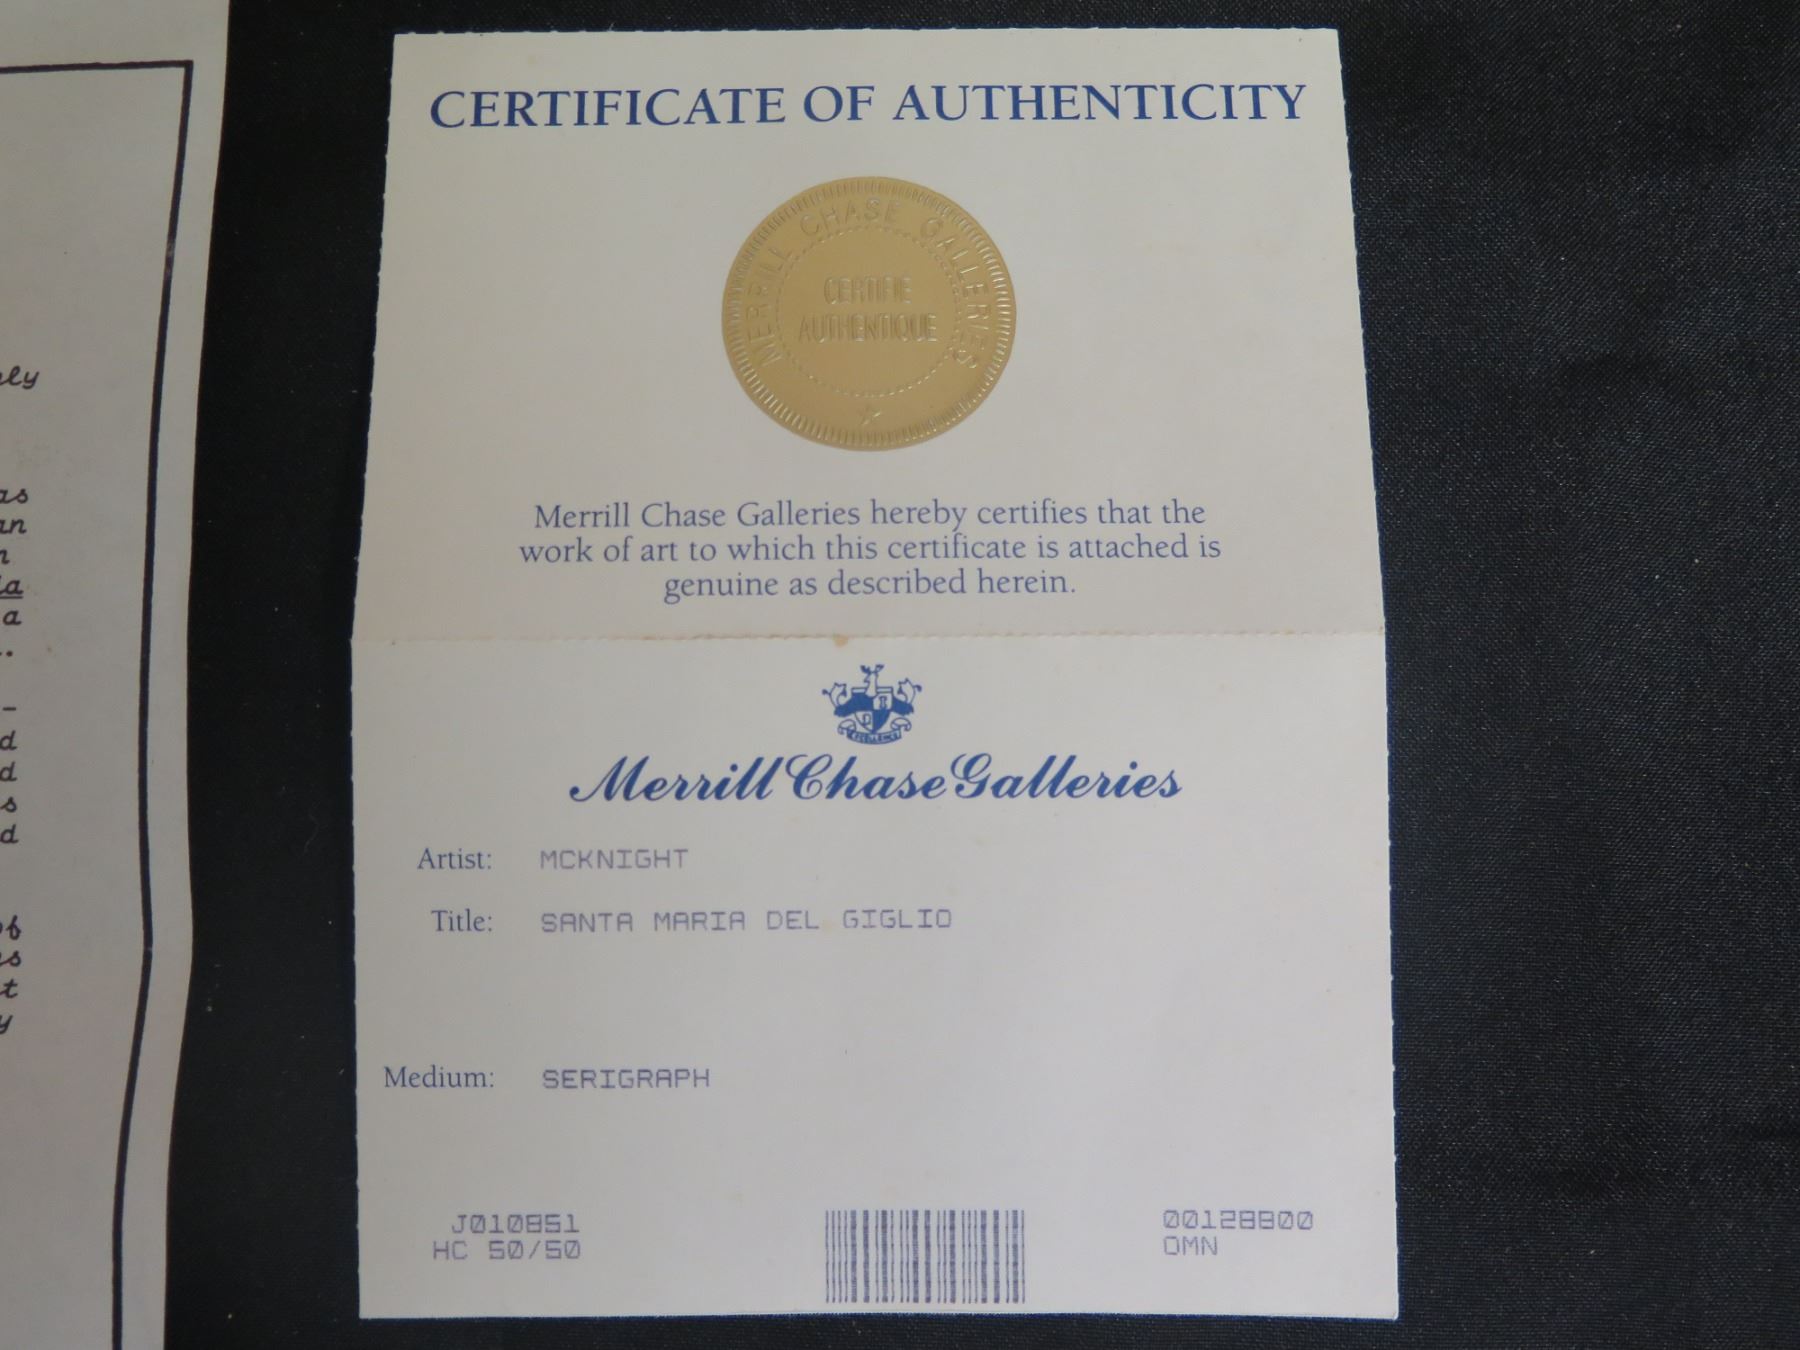 CERTIFICATE OF AUTHENTICITY
MERRILL CHASE GALLERIES
CERTIFIE
AUTHENTIQUE
Merrill Chase Galleries hereby certifies that the
work of art to which this certificate is attached is
genuine as described herein.
Merrill Chase Galleries
Artist: MCKNIGHT
Title: SANTA MARIA DEL GIGLIO
Medium: SERIGRAPH
J010851
HC 50/50
00128800
OMN